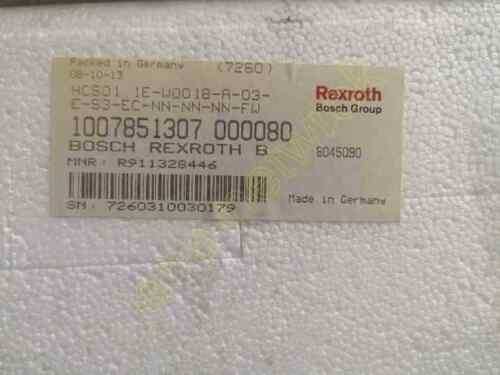 Packed in Germany (7260)
08-10-13
HCS01.1E-W0018-A-03-
E-S3-EC-NN-NN-NN-FW
Rexroth
Bosch Group
1007851307 000080
BOSCH REXROTH B
6045090
MNR: R911328446
Made in Germany
SN: 7260310030179